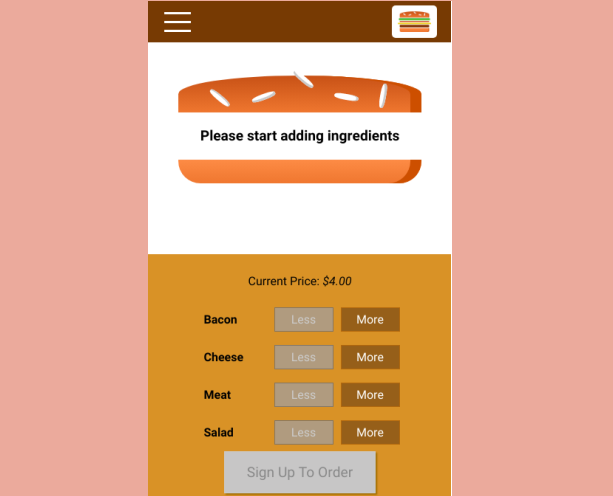 Please start adding ingredients
Current Price: $4.00
Bacon Less More
Cheese Less More
Meat Less More
Salad Less More
Sign Up To Order